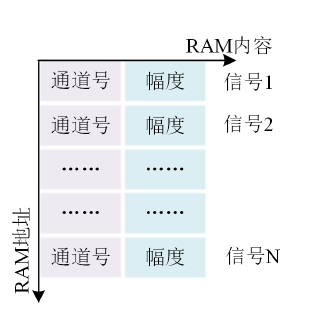 RAM内容
通道号 幅度 信号1
通道号 幅度 信号2
…… ……
…… ……
通道号 幅度 信号N
RAM地址